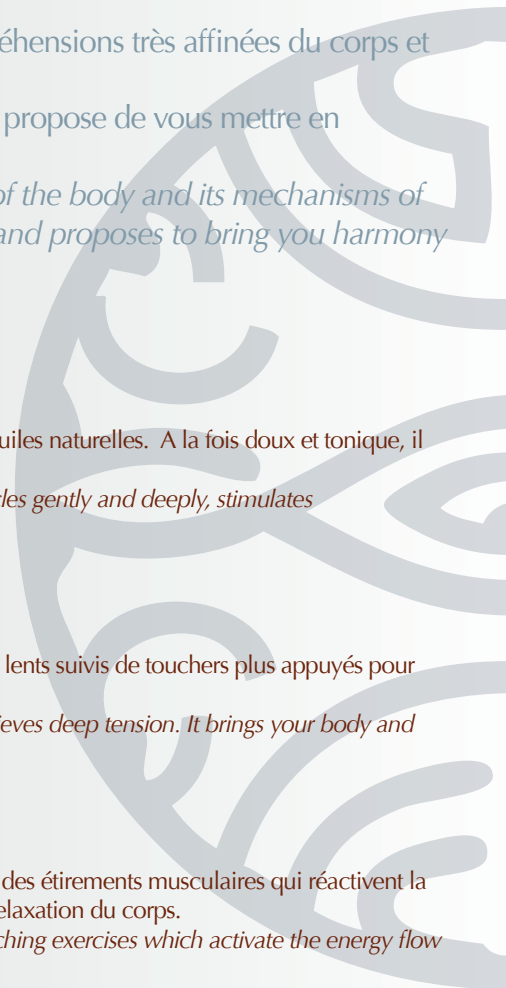 éhensions très affinées du corps et
propose de vous mettre en
of the body and its mechanisms of
and proposes to bring you harmony
uiles naturelles. A la fois doux et tonique, il
cles gently and deeply, stimulates
lents suivis de touchers plus appuyés pour
ieves deep tension. It brings your body and
des étirements musculaires qui réactivent la
elaxation du corps.
ching exercises which activate the energy flow